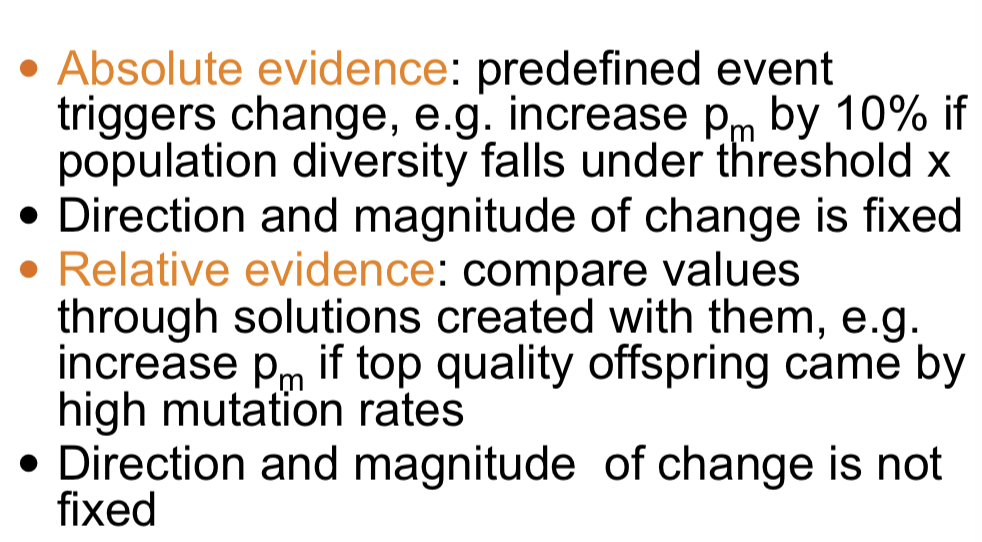 • Absolute evidence: predefined event
triggers change, e.g. increase pm by 10% if
population diversity falls under threshold x
• Direction and magnitude of change is fixed
• Relative evidence: compare values
through solutions created with them, e.g.
increase pm if top quality offspring came by
high mutation rates
• Direction and magnitude of change is not
fixed